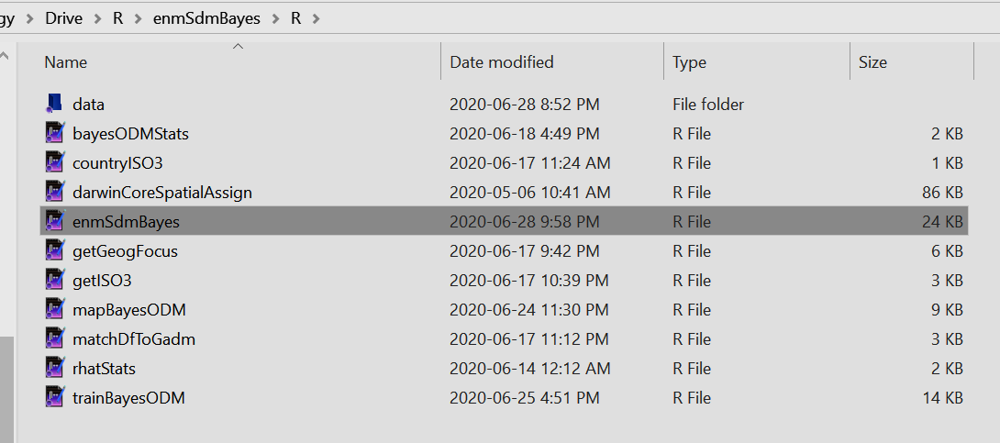 gy > Drive > R > enmSdmBayes > R >
Name Date modified Type Size
data 2020-06-28 8:52 PM File folder
bayesODMStats 2020-06-18 4:49 PM R File 2 KB
countryISO3 2020-06-17 11:24 AM R File 1 KB
darwinCoreSpatialAssign 2020-05-06 10:41 AM R File 86 KB
enmSdmBayes 2020-06-28 9:58 PM R File 24 KB
getGeogFocus 2020-06-17 9:42 PM R File 6 KB
getISO3 2020-06-17 10:39 PM R File 3 KB
mapBayesODM 2020-06-24 11:30 PM R File 9 KB
matchDfToGadm 2020-06-17 11:12 PM R File 3 KB
rhatStats 2020-06-14 12:12 AM R File 2 KB
trainBayesODM 2020-06-25 4:51 PM R File 14 KB